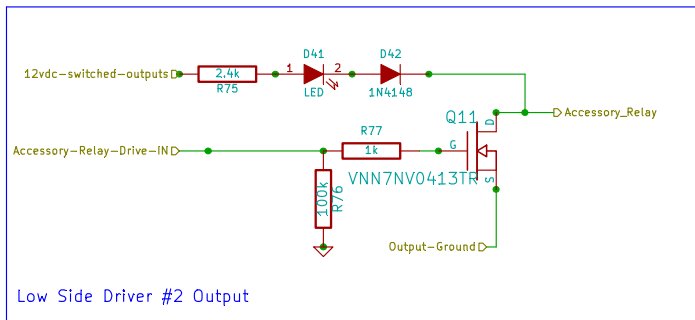 D41
D42
12vdc-switched-outputs
2.4k
1
2
R75
LED
1N4148
Q11
D
Accessory_Relay
R77
Accessory-Relay-Drive-IN
1k
G
100k
R76
VNN7NV0413TR
S
Output-Ground
Low Side Driver #2 Output